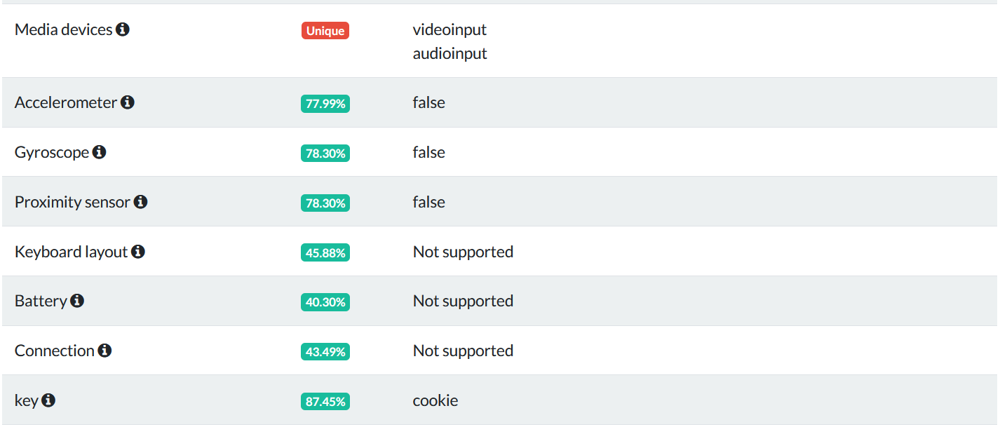 Media devices Unique videoinput
audioinput
Accelerometer 77.99% false
Gyroscope 78.30% false
Proximity sensor 78.30% false
Keyboard layout 45.88% Not supported
Battery 40.30% Not supported
Connection 43.49% Not supported
key 87.45% cookie